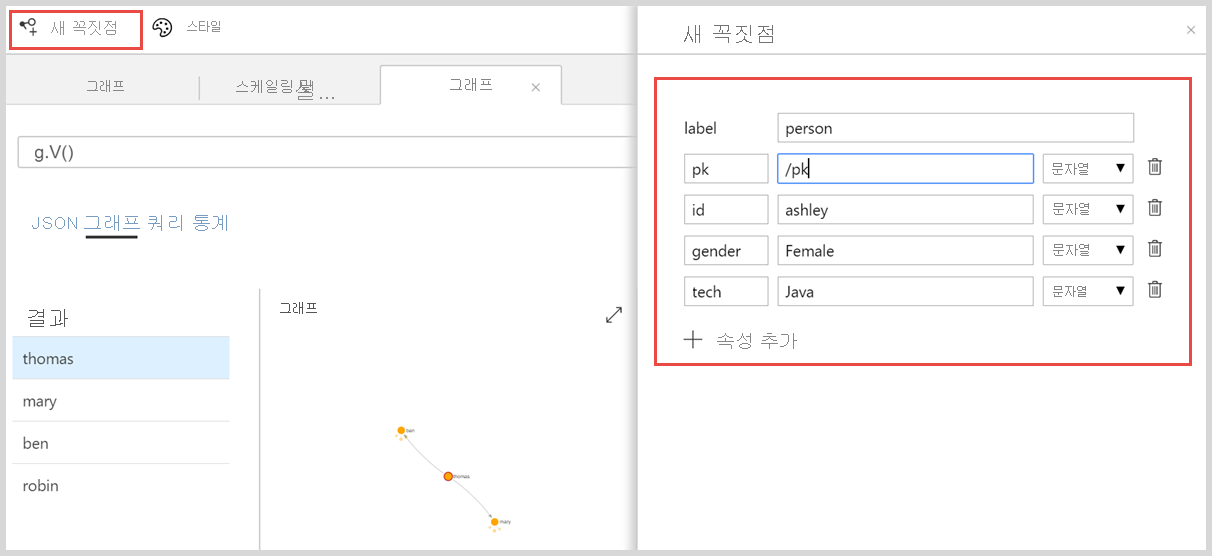 새 꼭짓점 스타일
그래프 스케일링 및 설... 그래프
g.V()
JSON 그래프 쿼리 통계
결과
thomas
mary
ben
robin
그래프
ben
thomas
mary
새 꼭짓점
label person
pk /pk 문자열
id ashley 문자열
gender Female 문자열
tech Java 문자열
속성 추가